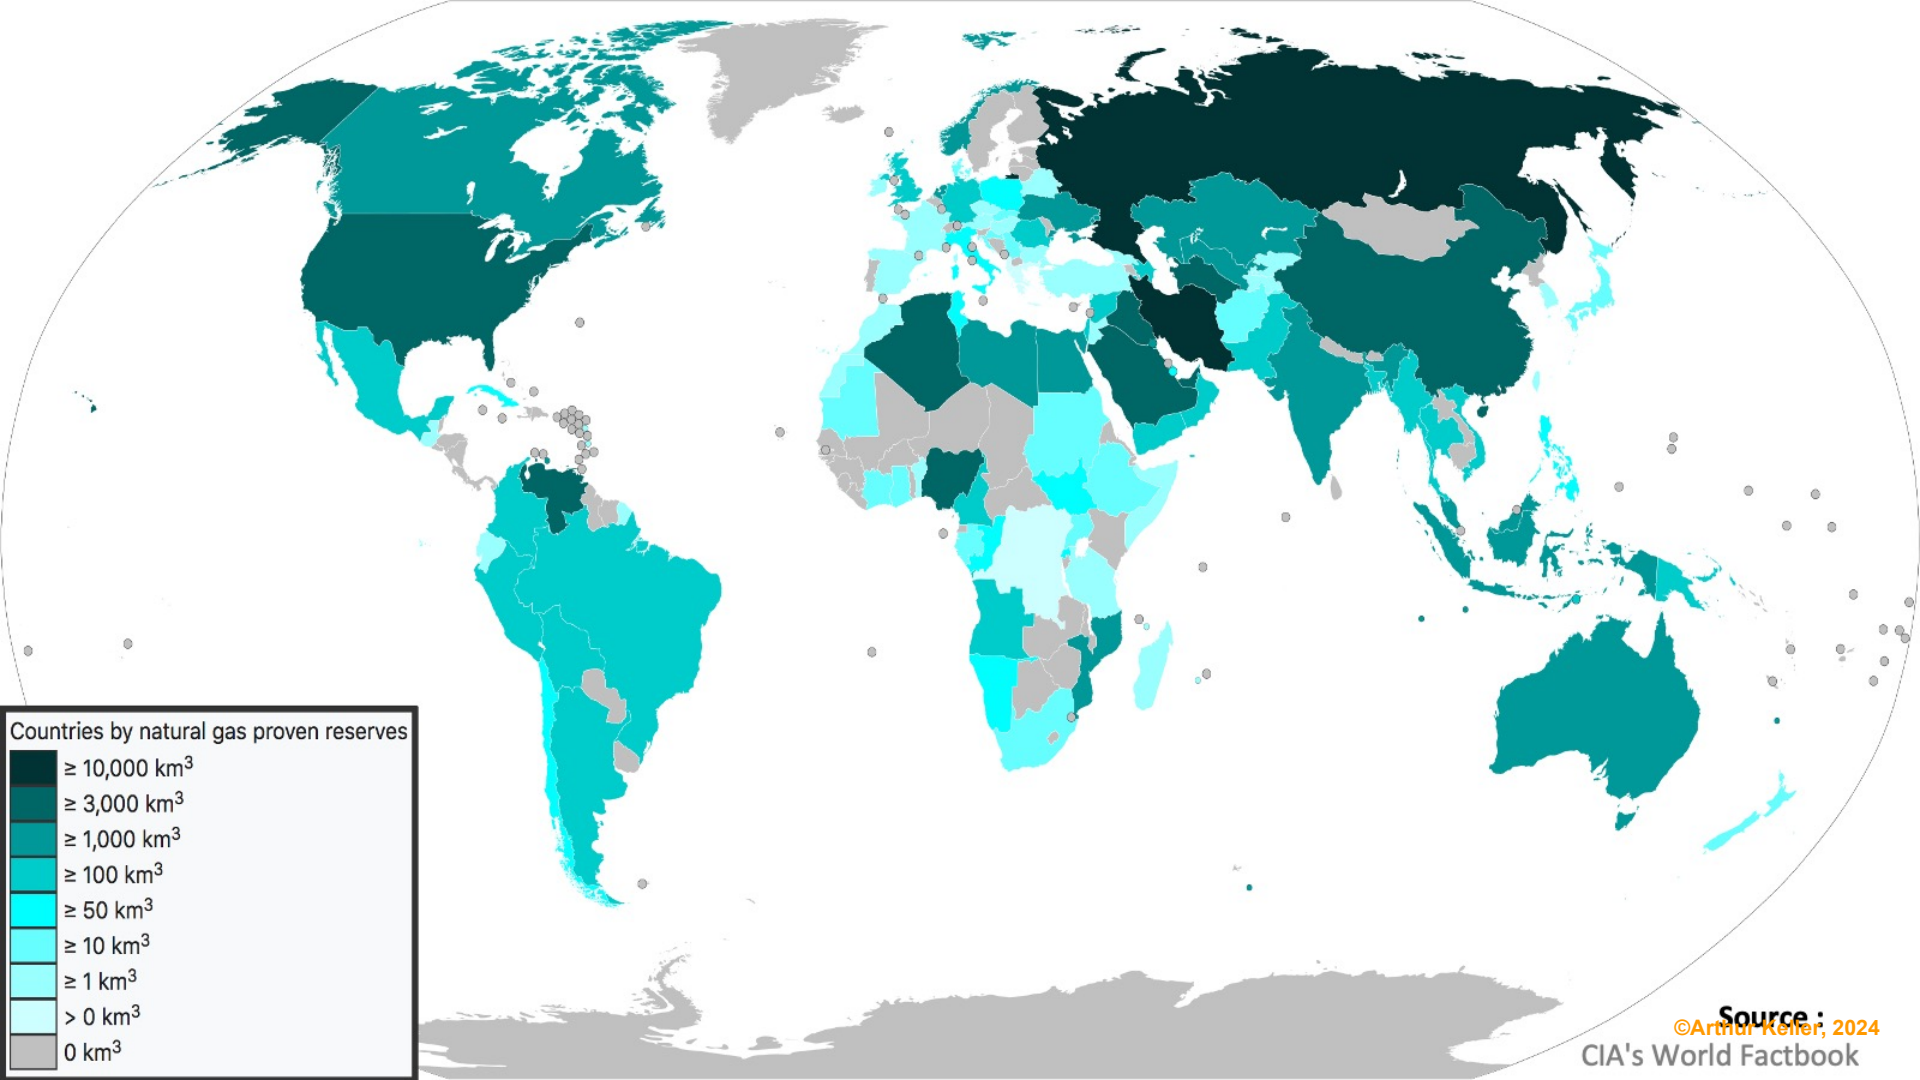 Countries by natural gas proven reserves
≥ 10,000 km³
≥ 3,000 km³
≥ 1,000 km³
≥ 100 km³
≥ 50 km³
≥ 10 km³
≥ 1 km³
> 0 km³
0 km³
Source :
©Arthur Keller, 2024
CIA's World Factbook